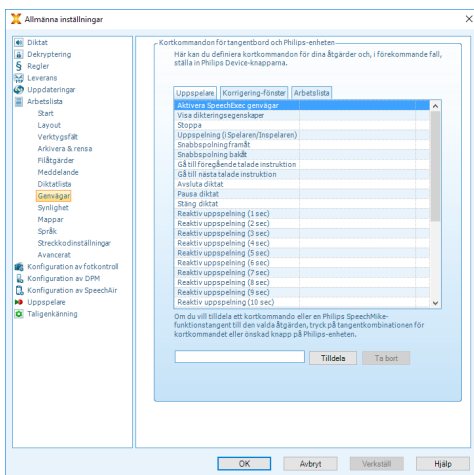 Allmänna inställningar
Diktat
Dekryptering
Regler
Leverans
Uppdateringar
Arbetslista
Start
Layout
Verktygsfält
Arkivera & rensa
Filåtgärder
Meddelande
Diktatlista
Genvägar
Synlighet
Mappar
Språk
Streckkodinställningar
Avancerat
Konfiguration av fotkontroll
Konfiguration av DPM
Konfiguration av SpeechAir
Uppspelare
Taligenkänning
Kortkommandon för tangentbord och Philips-enheten
Här kan du definiera kortkommandon för dina åtgärder och, i förekommande fall,
ställa in Philips Device-knapparna.
Uppspelare Korrigering-fönster Arbetslista
Aktivera SpeechExec genvägar
Visa dikteringsegenskaper
Stoppa
Uppspelning (i Spelaren/Inspelaren)
Snabbspolning framåt
Snabbspolning bakåt
Gå till föregående talade instruktion
Gå till nästa talade instruktion
Avsluta diktat
Pausa diktat
Stäng diktat
Reaktiv uppspelning (1 sec)
Reaktiv uppspelning (2 sec)
Reaktiv uppspelning (3 sec)
Reaktiv uppspelning (4 sec)
Reaktiv uppspelning (5 sec)
Reaktiv uppspelning (6 sec)
Reaktiv uppspelning (7 sec)
Reaktiv uppspelning (8 sec)
Reaktiv uppspelning (9 sec)
Reaktiv uppspelning (10 sec)
Om du vill tilldela ett kortkommando eller en Philips SpeechMike-
funktionstangent till den valda åtgärden, tryck på tangentkombinationen för
kortkommandot eller önskad knapp på Philips-enheten.
Tilldela Ta bort
OK Avbryt Verkställ Hjälp